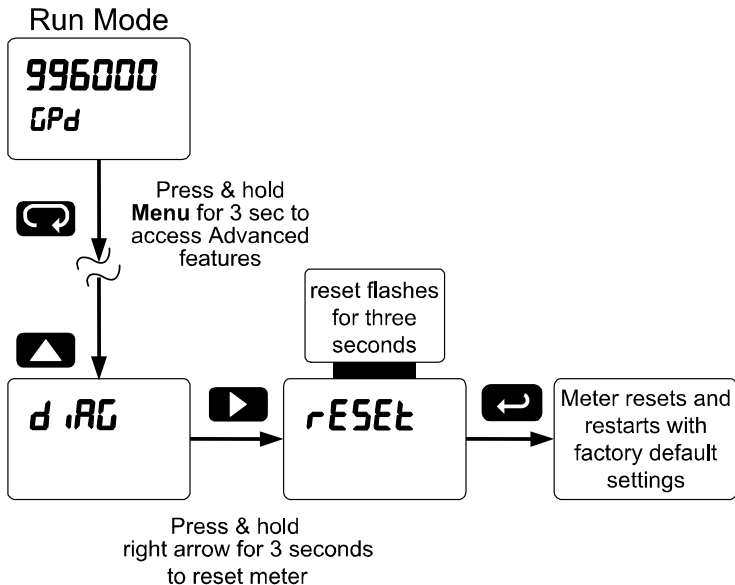 Run Mode
996000
GPd
Press & hold
Menu for 3 sec to
access Advanced
features
reset flashes
for three
seconds
diAG
rESEt
Meter resets and
restarts with
factory default
settings
Press & hold
right arrow for 3 seconds
to reset meter